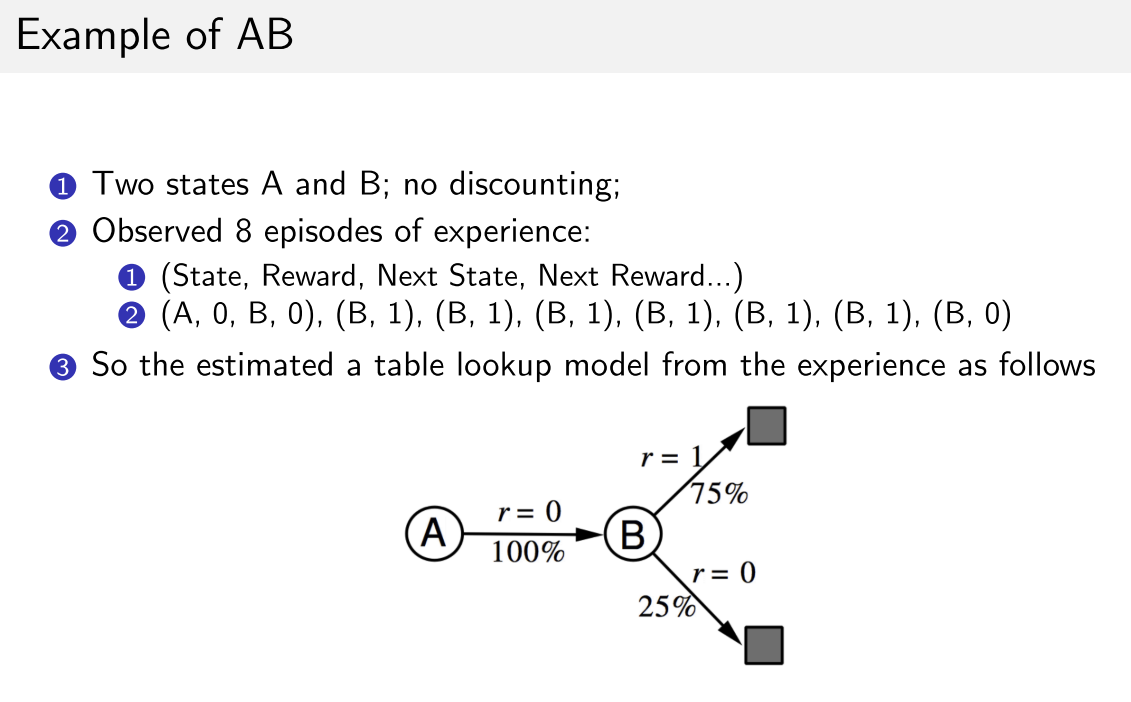 Example of AB
1 Two states A and B; no discounting;
2 Observed 8 episodes of experience:
1 (State, Reward, Next State, Next Reward...)
2 (A, 0, B, 0), (B, 1), (B, 1), (B, 1), (B, 1), (B, 1), (B, 1), (B, 0)
3 So the estimated a table lookup model from the experience as follows
r = 1
75%
A
r = 0
100%
B
r = 0
25%